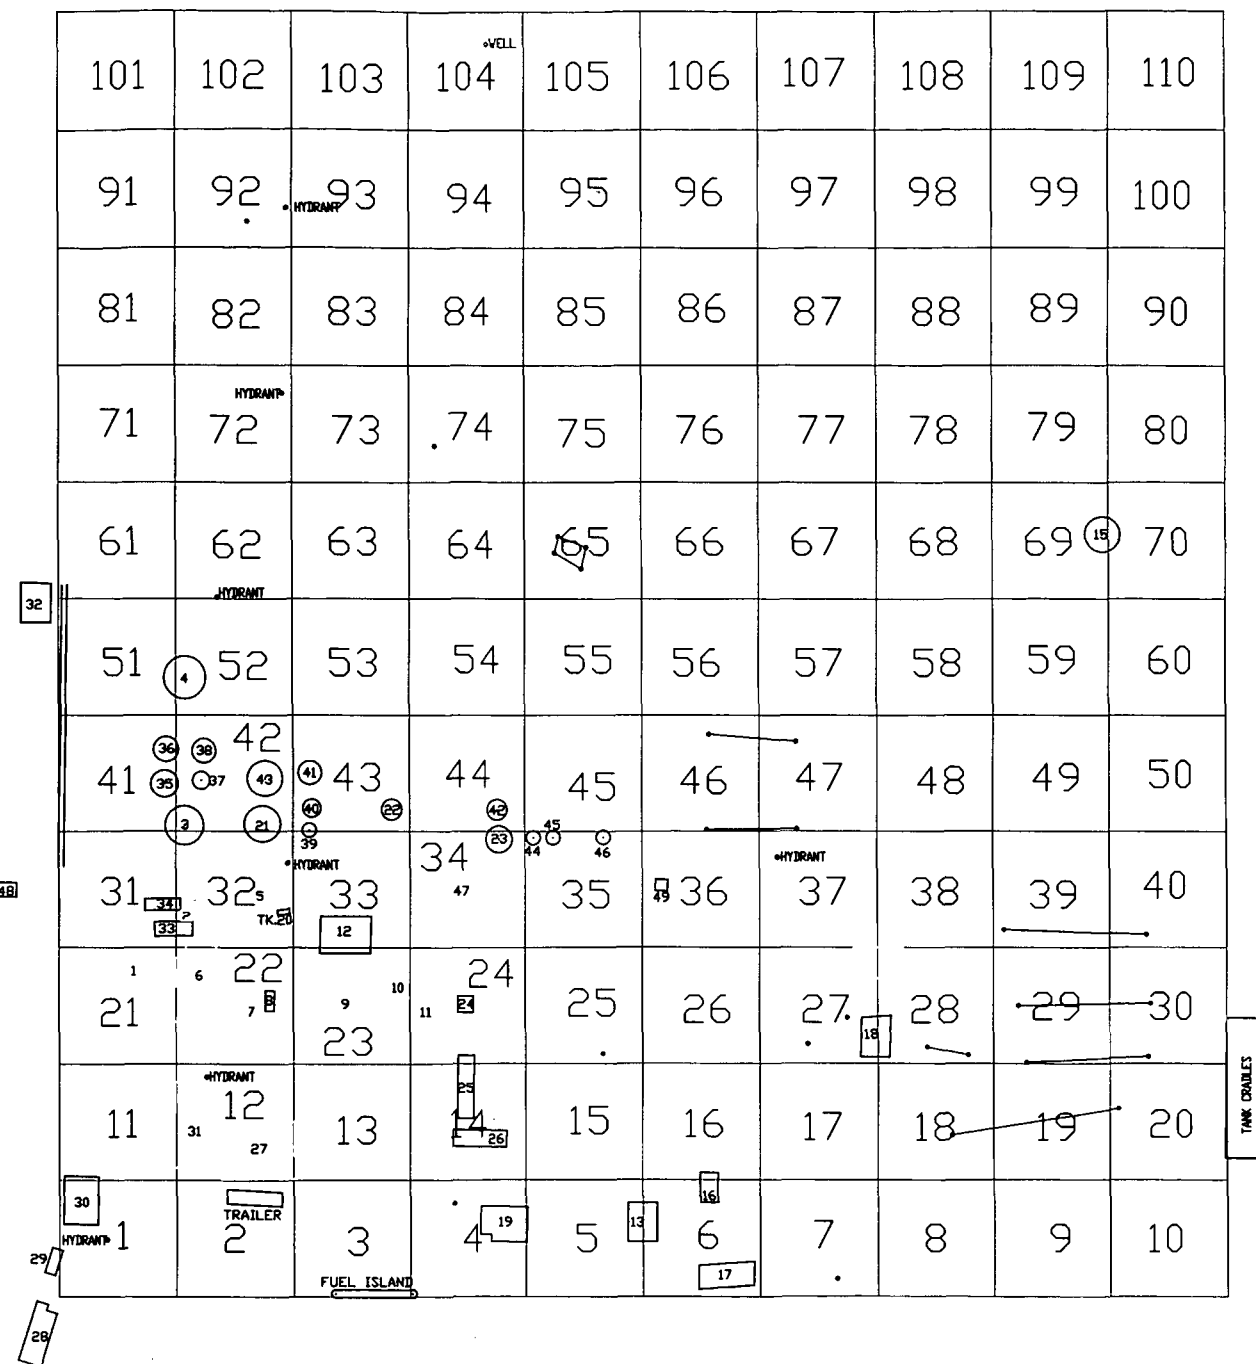 WELL
101 102 103 104 105 106 107 108 109 110
91 92 93 94 95 96 97 98 99 100
HYDRANT
81 82 83 84 85 86 87 88 89 90
HYDRANT
71 72 73 74 75 76 77 78 79 80
61 62 63 64 65 66 67 68 69 15 70
HYDRANT
32
51 4 52 53 54 55 56 57 58 59 60
42
36 38
41 35 37 43 41 43 44 45 46 47 48 49 50
40 22 42
3 21 39 23 44 45 46
34
HYDRANT HYDRANT
48 31 32 5 33 47 35 49 36 37 38 39 40
34 2
33 TK.20 12
1 6 22 24
8 10
21 7 9 11 24 25 26 27 28 29 30
23 18
HYDRANT
12 25 TANK CRADLES
11 31 13 14 15 16 17 18 19 20
27 26
30 16
TRAILER 19 13
HYDRANT 1 2 3 4 5 6 7 8 9 10
29 17
FUEL ISLAND
28